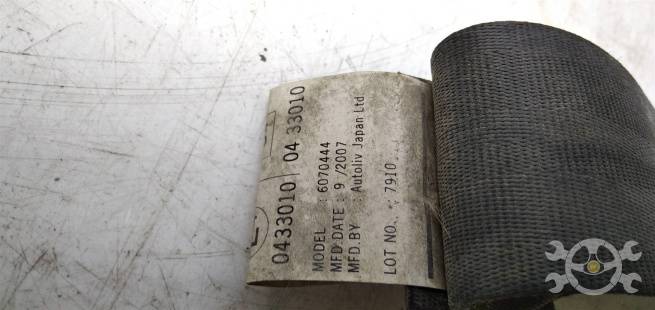 0433010 04 33010
MODEL : 6070444
MFD DATE : 9 /2007
MFD.BY : Autoliv Japan Ltd
LOT NO. : 7910